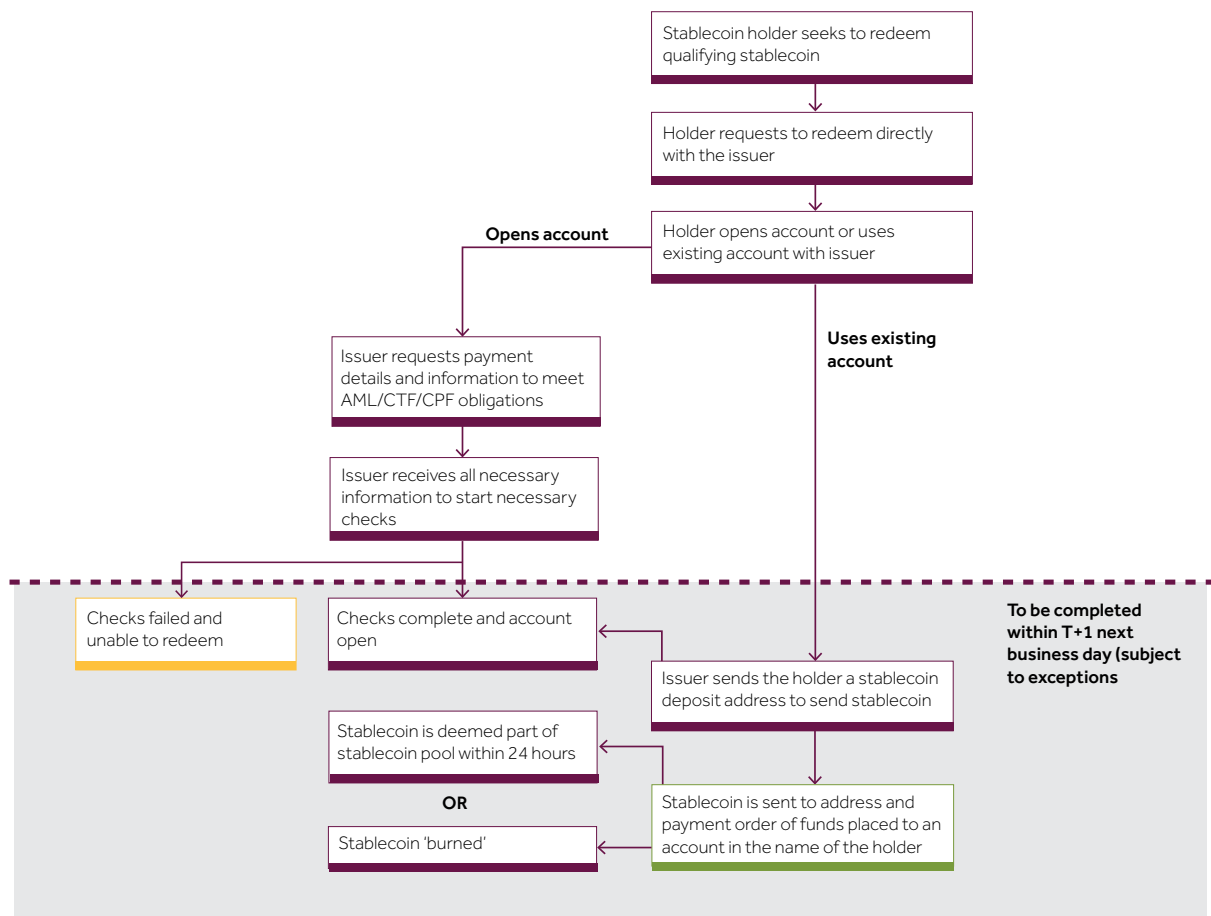 Stablecoin holder seeks to redeem
qualifying stablecoin
Holder requests to redeem directly
with the issuer
Opens account
Holder opens account or uses
existing account with issuer
Uses existing
account
Issuer requests payment
details and information to meet
AML/CTF/CPF obligations
Issuer receives all necessary
information to start necessary
checks
Checks failed and
unable to redeem
Checks complete and account
open
To be completed
within T+1 next
business day (subject
to exceptions
Issuer sends the holder a stablecoin
deposit address to send stablecoin
Stablecoin is deemed part of
stablecoin pool within 24 hours
OR
Stablecoin 'burned'
Stablecoin is sent to address and
payment order of funds placed to an
account in the name of the holder